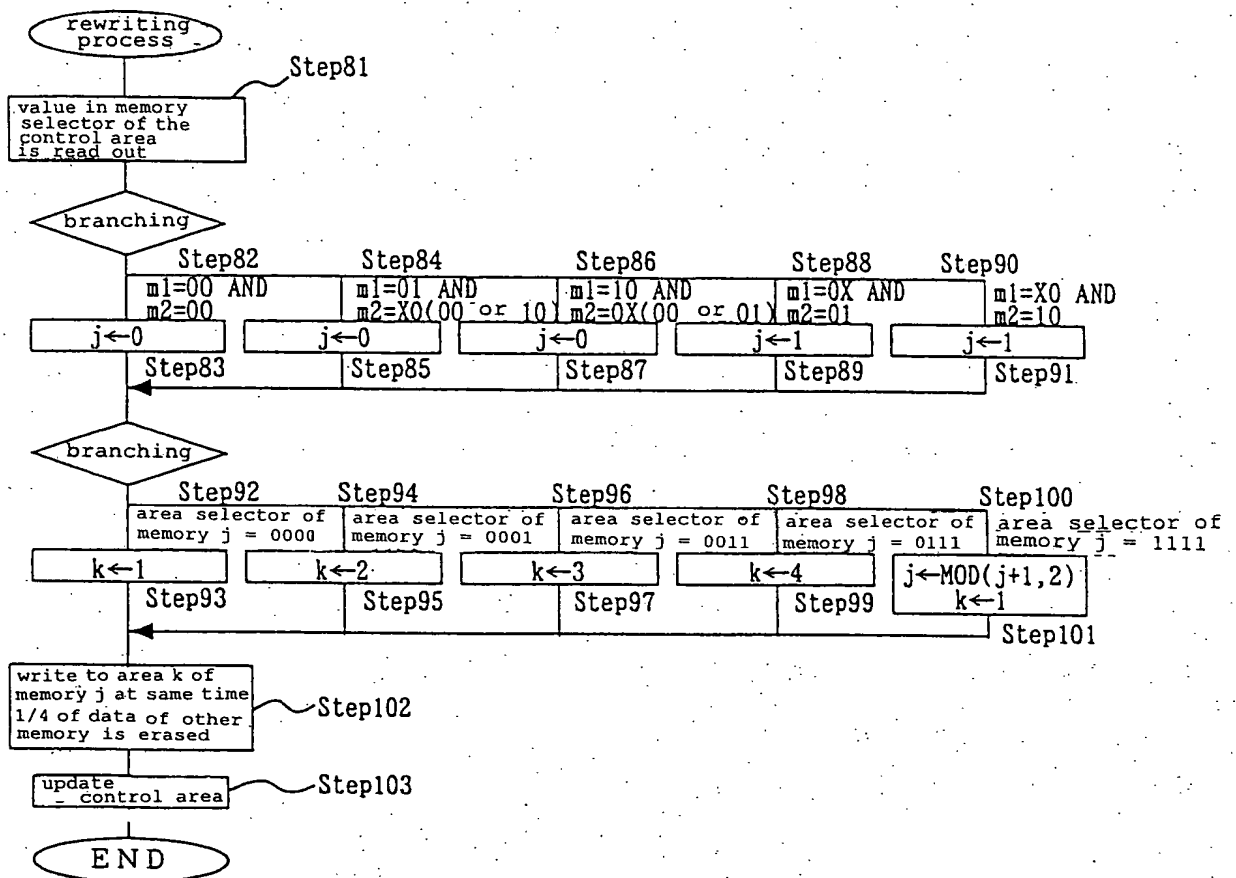 rewriting
process
Step81
value in memory
selector of the
control area
is read out
branching
Step82
Step84
Step86
Step88
Step90
m1=00 AND
m2=00
m1=01 AND
m2=X0(00 or 10)
m1=10 AND
m2=0X(00 or 01)
m1=0X AND
m2=01
m1=X0 AND
m2=10
j←0
j←0
j←0
j←1
j←1
Step83
Step85
Step87
Step89
Step91
branching
Step92
Step94
Step96
Step98
Step100
area selector of
memory j = 0000
area selector of
memory j = 0001
area selector of
memory j = 0011
area selector of
memory j = 0111
area selector of
memory j = 1111
k←1
k←2
k←3
k←4
j←MOD(j+1,2)
k←1
Step93
Step95
Step97
Step99
Step101
write to area k of
memory j at same time
1/4 of data of other
memory is erased
Step102
update
control area
Step103
END